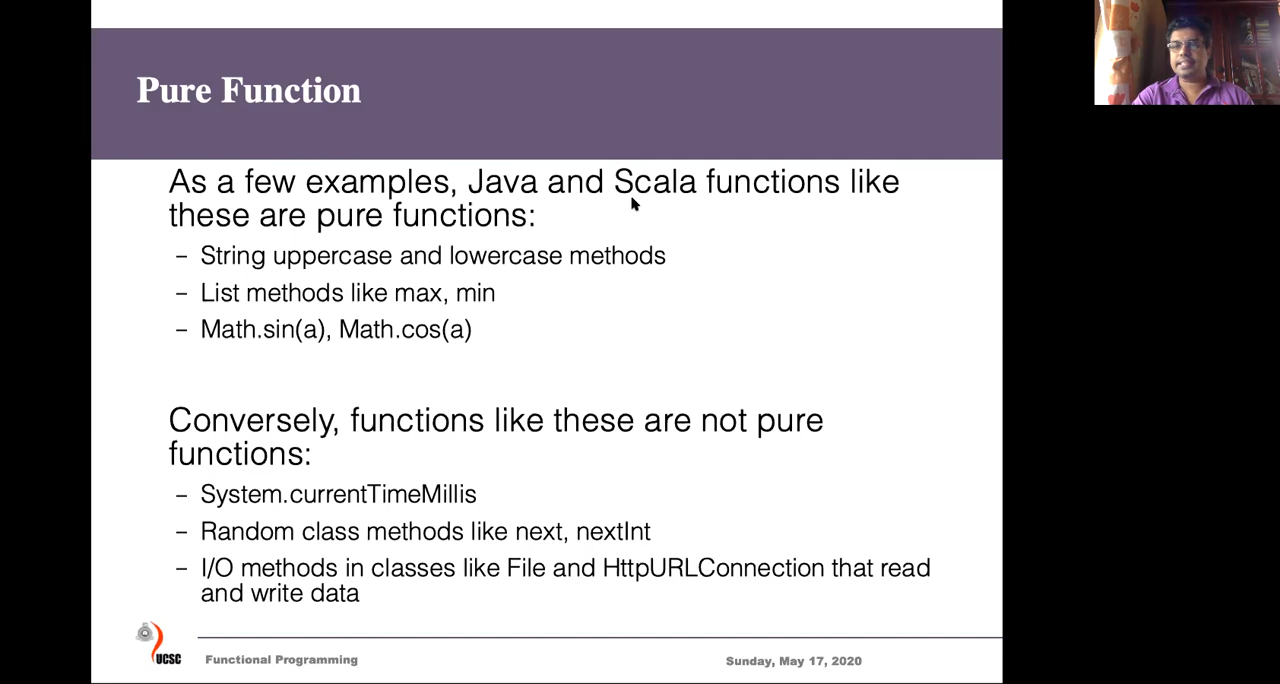 Pure Function
As a few examples, Java and Scala functions like
these are pure functions:
– String uppercase and lowercase methods
– List methods like max, min
– Math.sin(a), Math.cos(a)
Conversely, functions like these are not pure
functions:
– System.currentTimeMillis
– Random class methods like next, nextInt
– I/O methods in classes like File and HttpURLConnection that read
and write data
UCSC
Functional Programming
Sunday, May 17, 2020